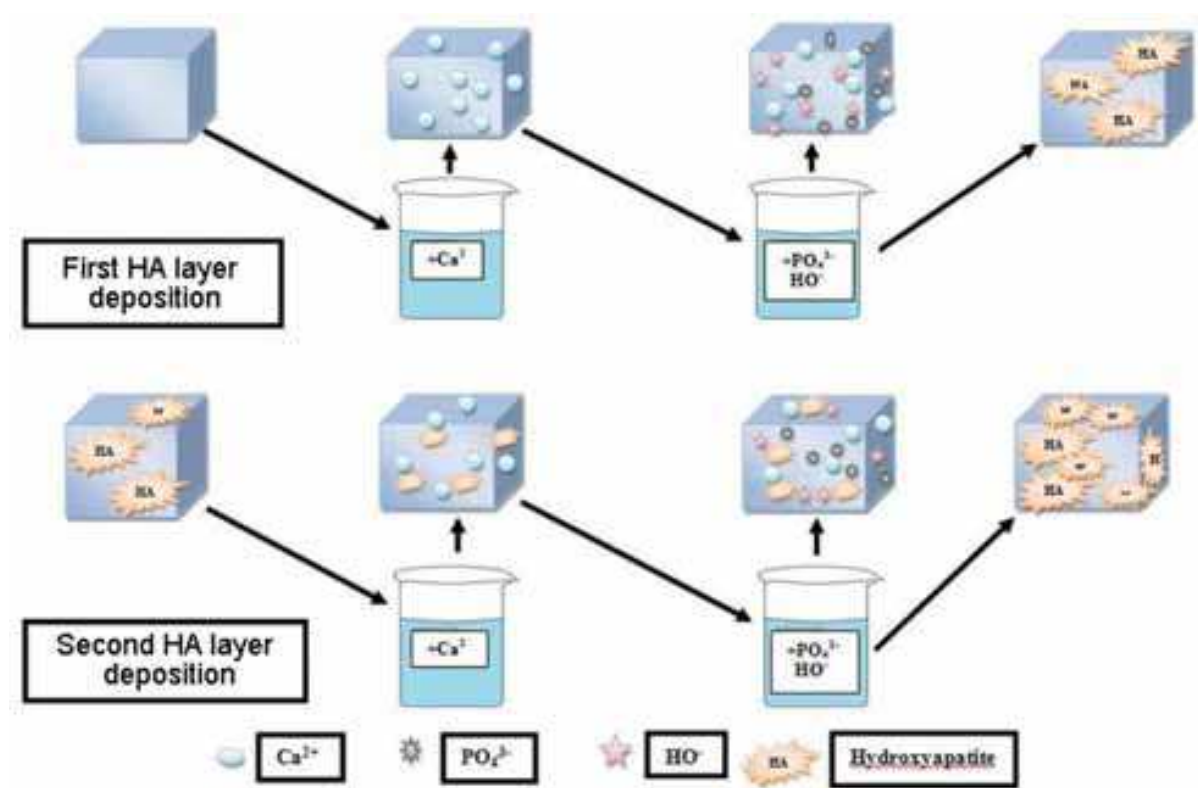 HA
HA
HA
+Ca²
+PO₄³⁻
HO⁻
First HA layer
deposition
HA
HA
HA
HA
H
+Ca²
+PO₄³⁻
HO⁻
Second HA layer
deposition
Ca²⁺
PO₄³⁻
HO⁻
HA
Hydroxyapatite